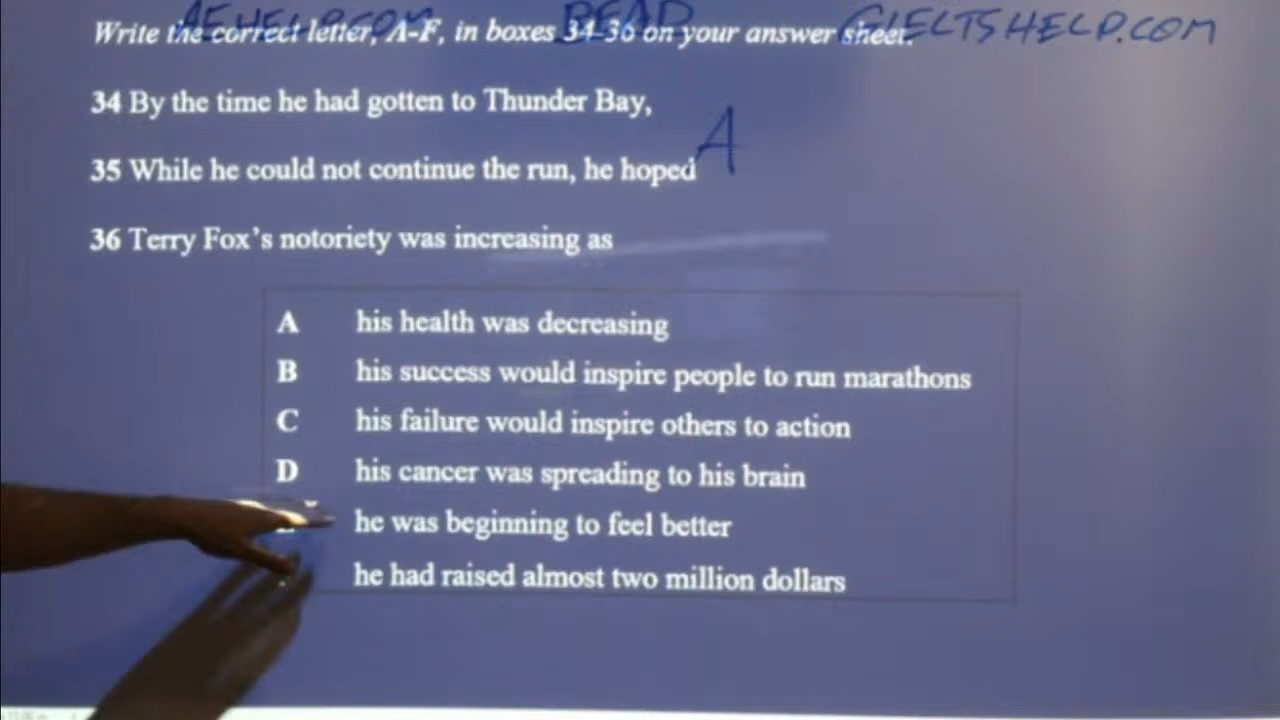 AEHELP.COM READ GIELTSHELP.COM
Write the correct letter, A-F, in boxes 34-36 on your answer sheet.
34 By the time he had gotten to Thunder Bay,
A
35 While he could not continue the run, he hoped
36 Terry Fox's notoriety was increasing as
A his health was decreasing
B his success would inspire people to run marathons
C his failure would inspire others to action
D his cancer was spreading to his brain
he was beginning to feel better
he had raised almost two million dollars